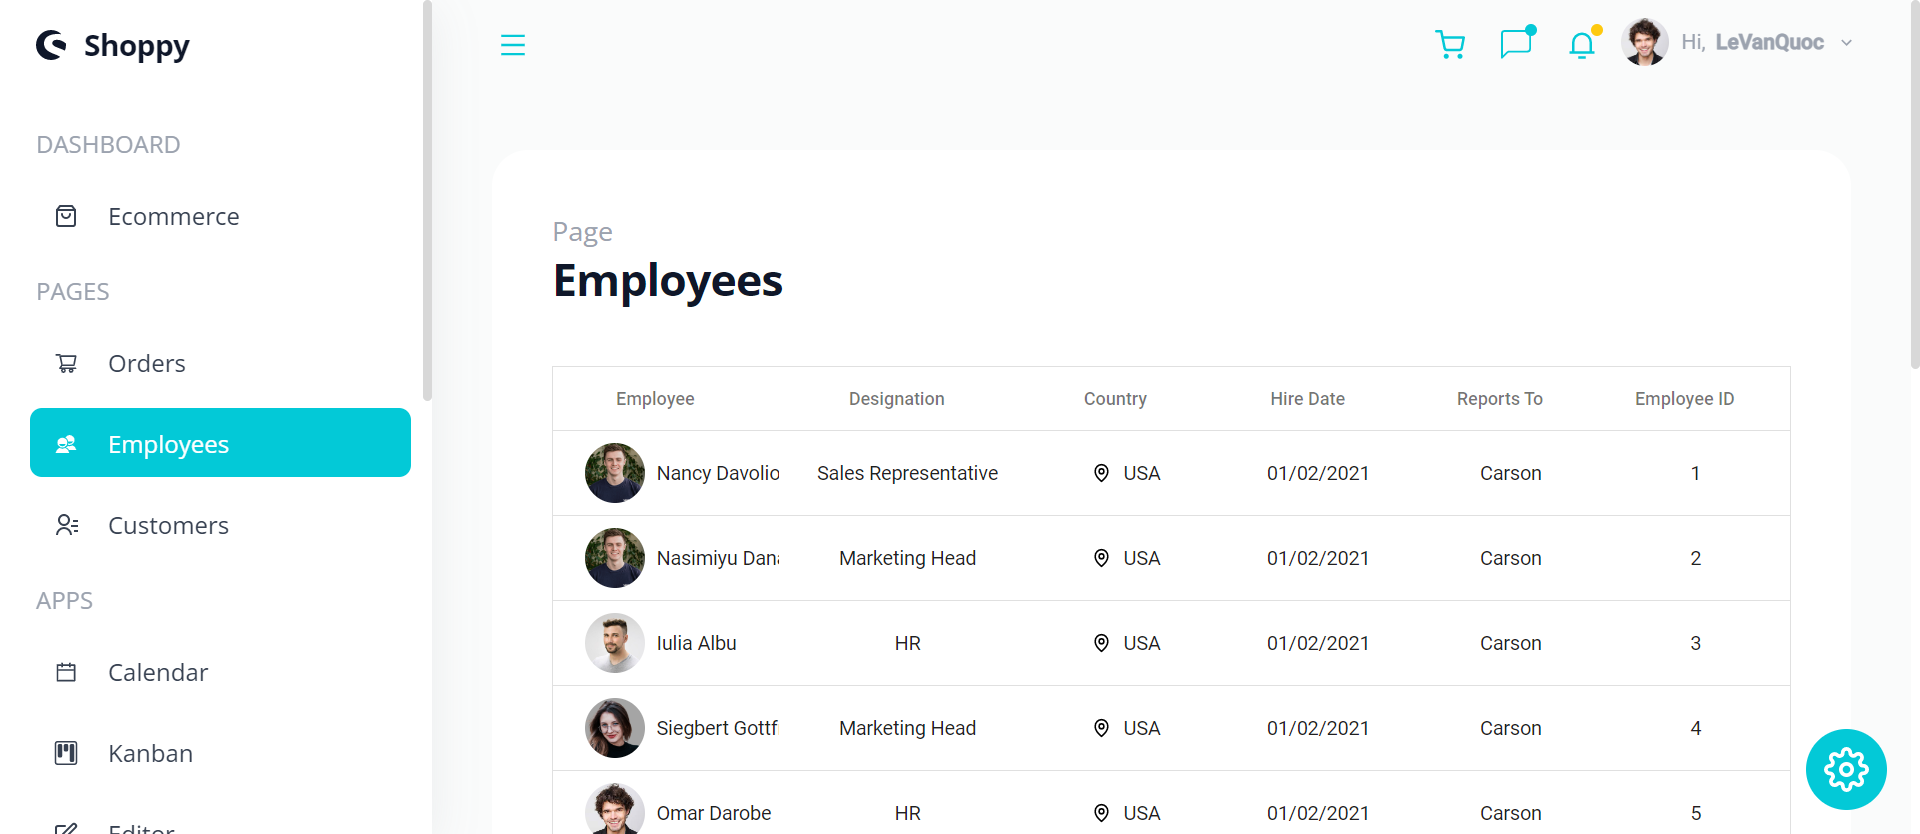 Shoppy
Hi, LeVanQuoc
DASHBOARD
Ecommerce
PAGES
Orders
Employees
Customers
APPS
Calendar
Kanban
Editor
Page
Employees
Employee Designation Country Hire Date Reports To Employee ID
Nancy Davolio Sales Representative USA 01/02/2021 Carson 1
Nasimiyu Dan Marketing Head USA 01/02/2021 Carson 2
Iulia Albu HR USA 01/02/2021 Carson 3
Siegbert Gottf Marketing Head USA 01/02/2021 Carson 4
Omar Darobe HR USA 01/02/2021 Carson 5